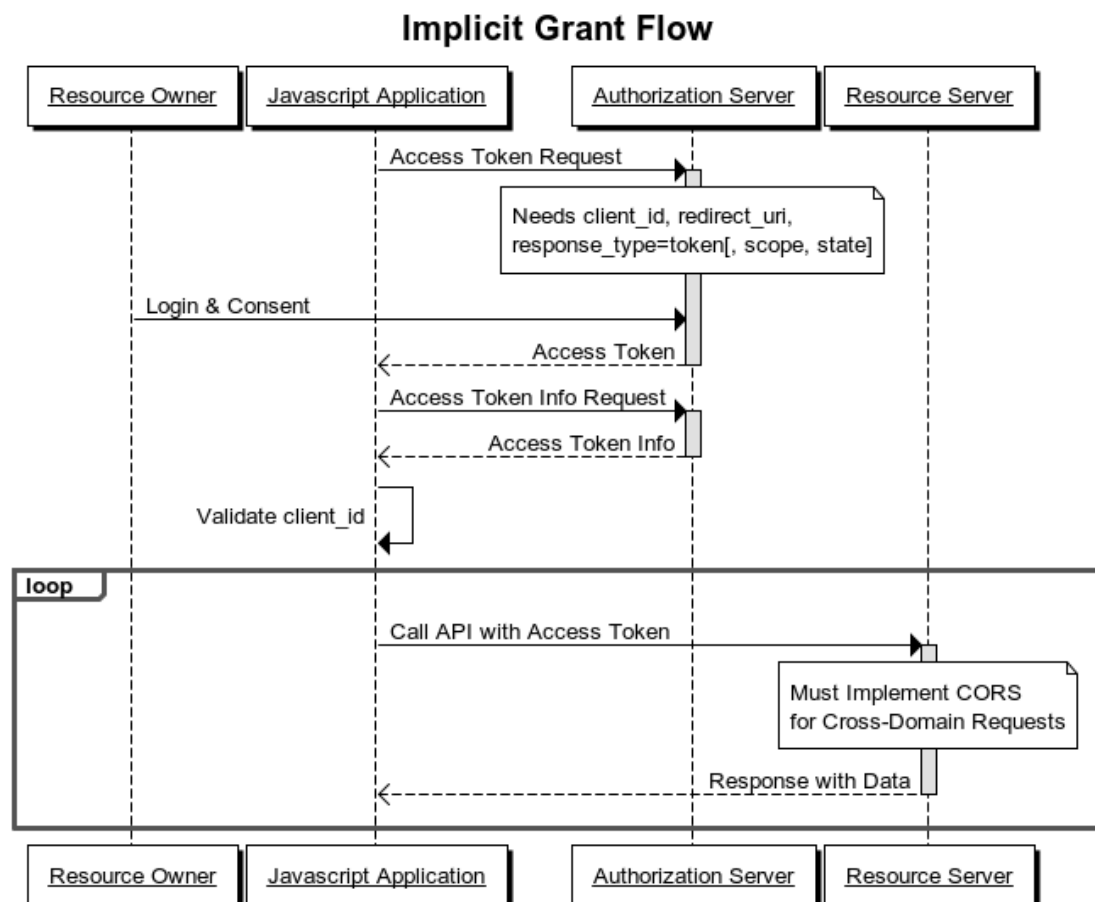 Implicit Grant Flow
Resource Owner
Javascript Application
Authorization Server
Resource Server
Access Token Request
Needs client_id, redirect_uri,
response_type=token[, scope, state]
Login & Consent
Access Token
Access Token Info Request
Access Token Info
Validate client_id
loop
Call API with Access Token
Must Implement CORS
for Cross-Domain Requests
Response with Data
Resource Owner
Javascript Application
Authorization Server
Resource Server